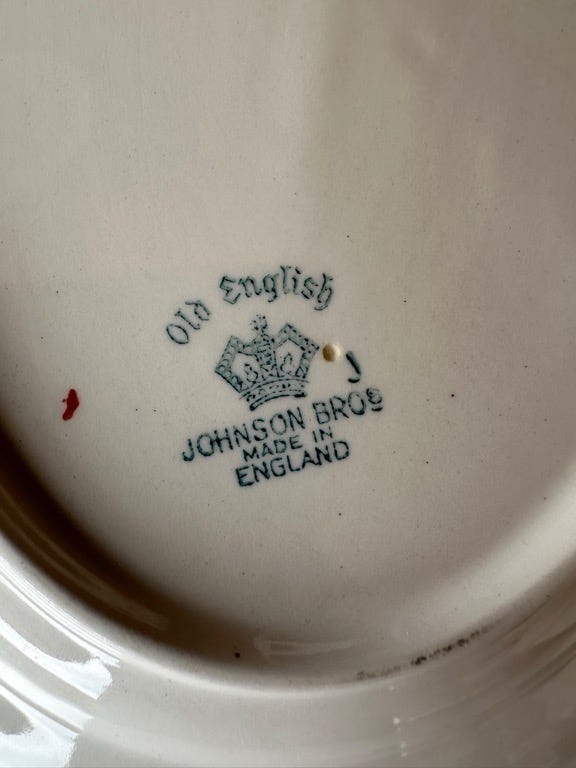 Old English
J
JOHNSON BROS
MADE IN
ENGLAND